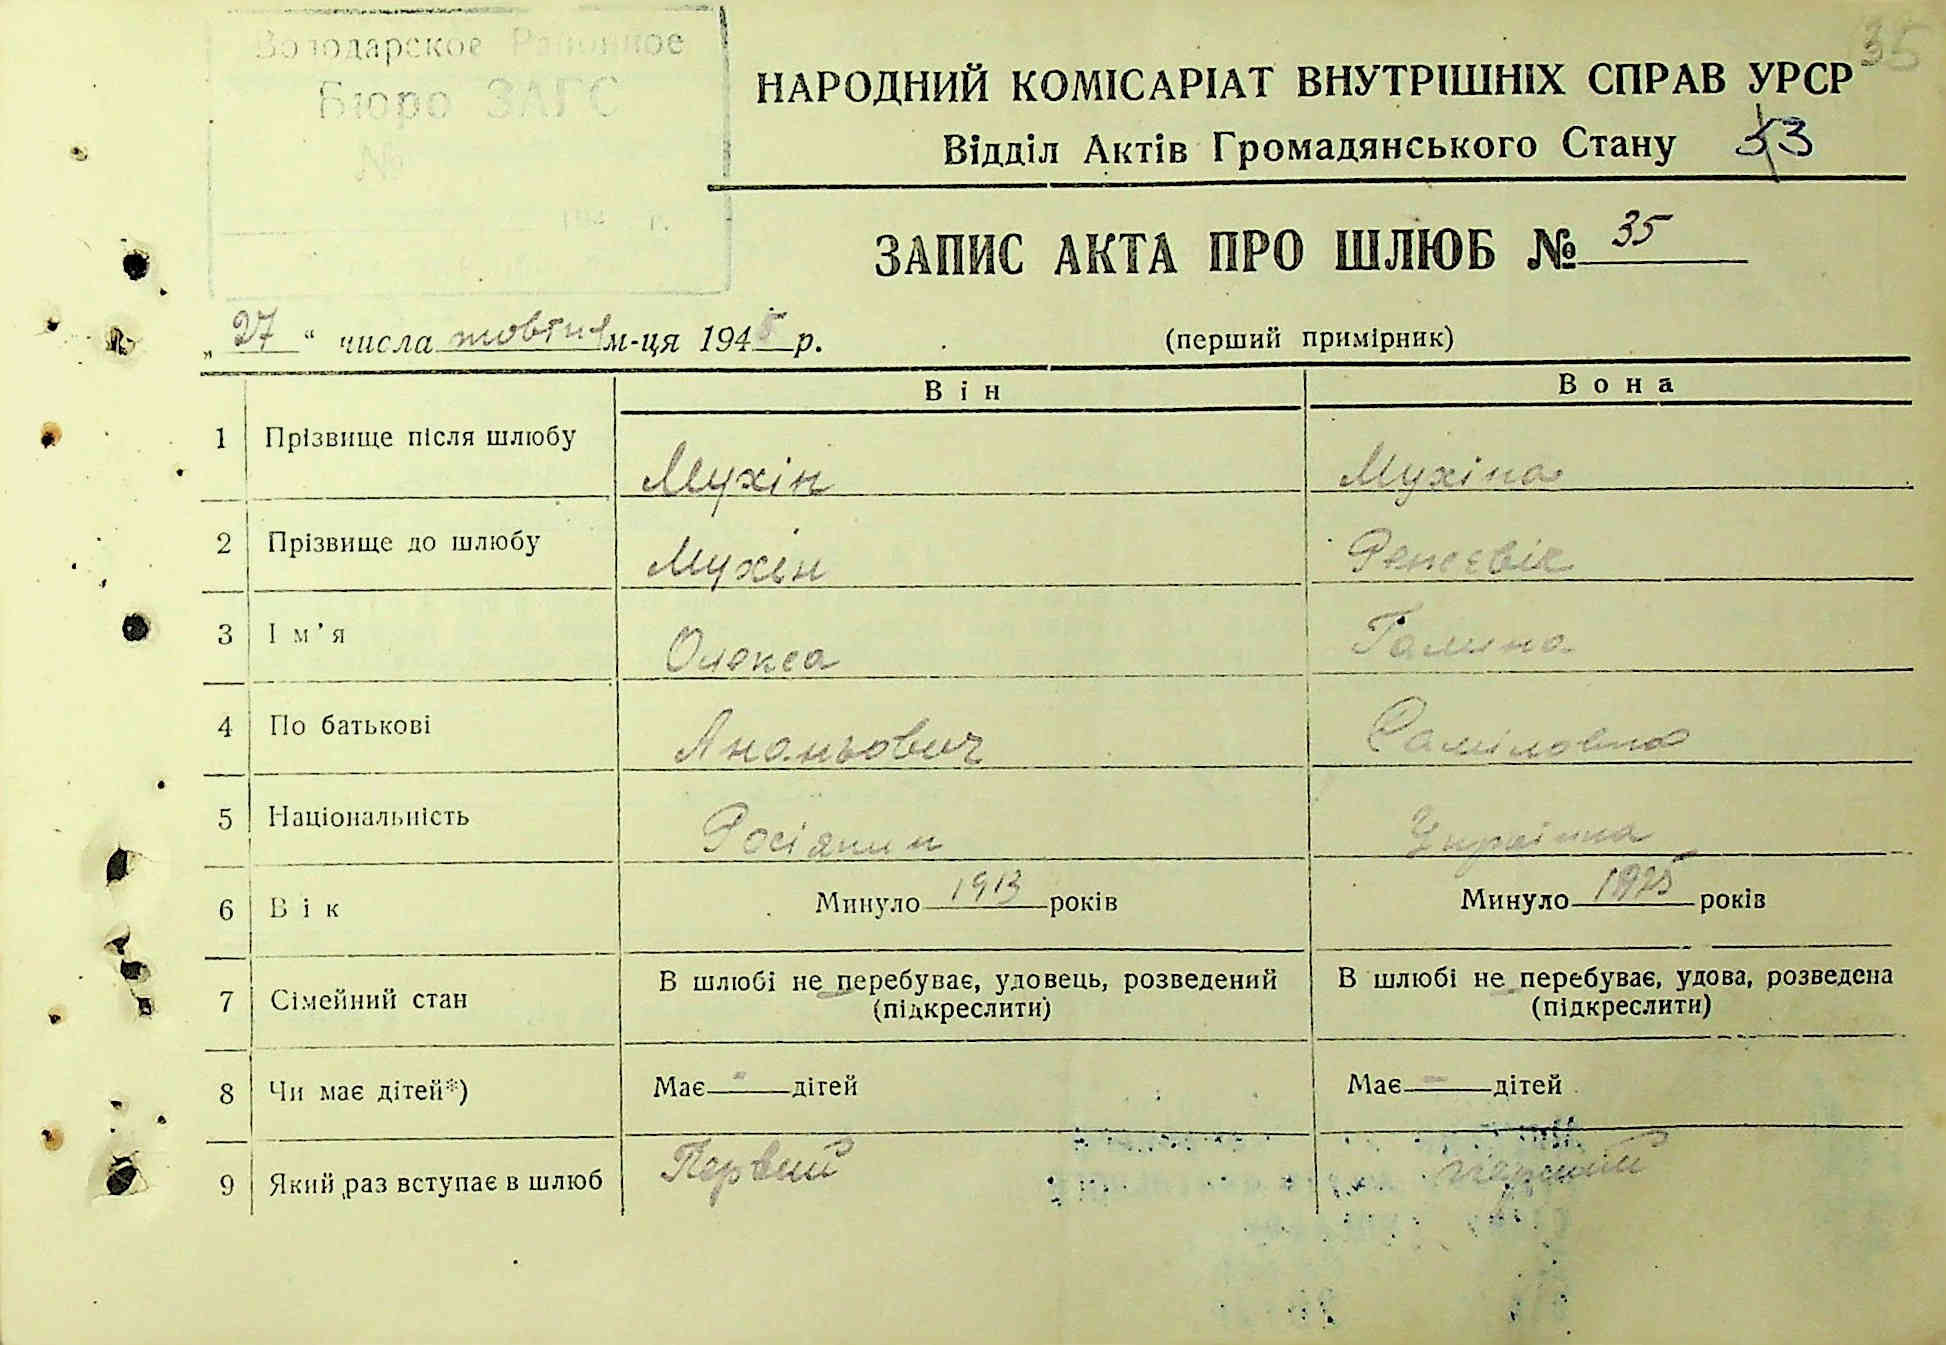 Володарское Районное
Бюро ЗАГС
№
194 г.
35
НАРОДНИЙ КОМІСАРІАТ ВНУТРІШНІХ СПРАВ УРСР
Відділ Актів Громадянського Стану 53
ЗАПИС АКТА ПРО ШЛЮБ № 35
„27“ числа жовтня м-ця 1945 р. (перший примірник)
Він Вона
1 Прізвище після шлюбу Мухін Мухіна
2 Прізвище до шлюбу Мухін
3 Ім'я Олекса Галина
4 По батькові Ананьович Саміловна
5 Національність Росіянин Українка
6 Вік Минуло 1913 років Минуло 1925 років
7 Сімейний стан В шлюбі не перебуває, удовець, розведений (підкреслити) В шлюбі не перебуває, удова, розведена (підкреслити)
8 Чи має дітей*) Має - дітей Має - дітей
9 Який раз вступає в шлюб Первий перший